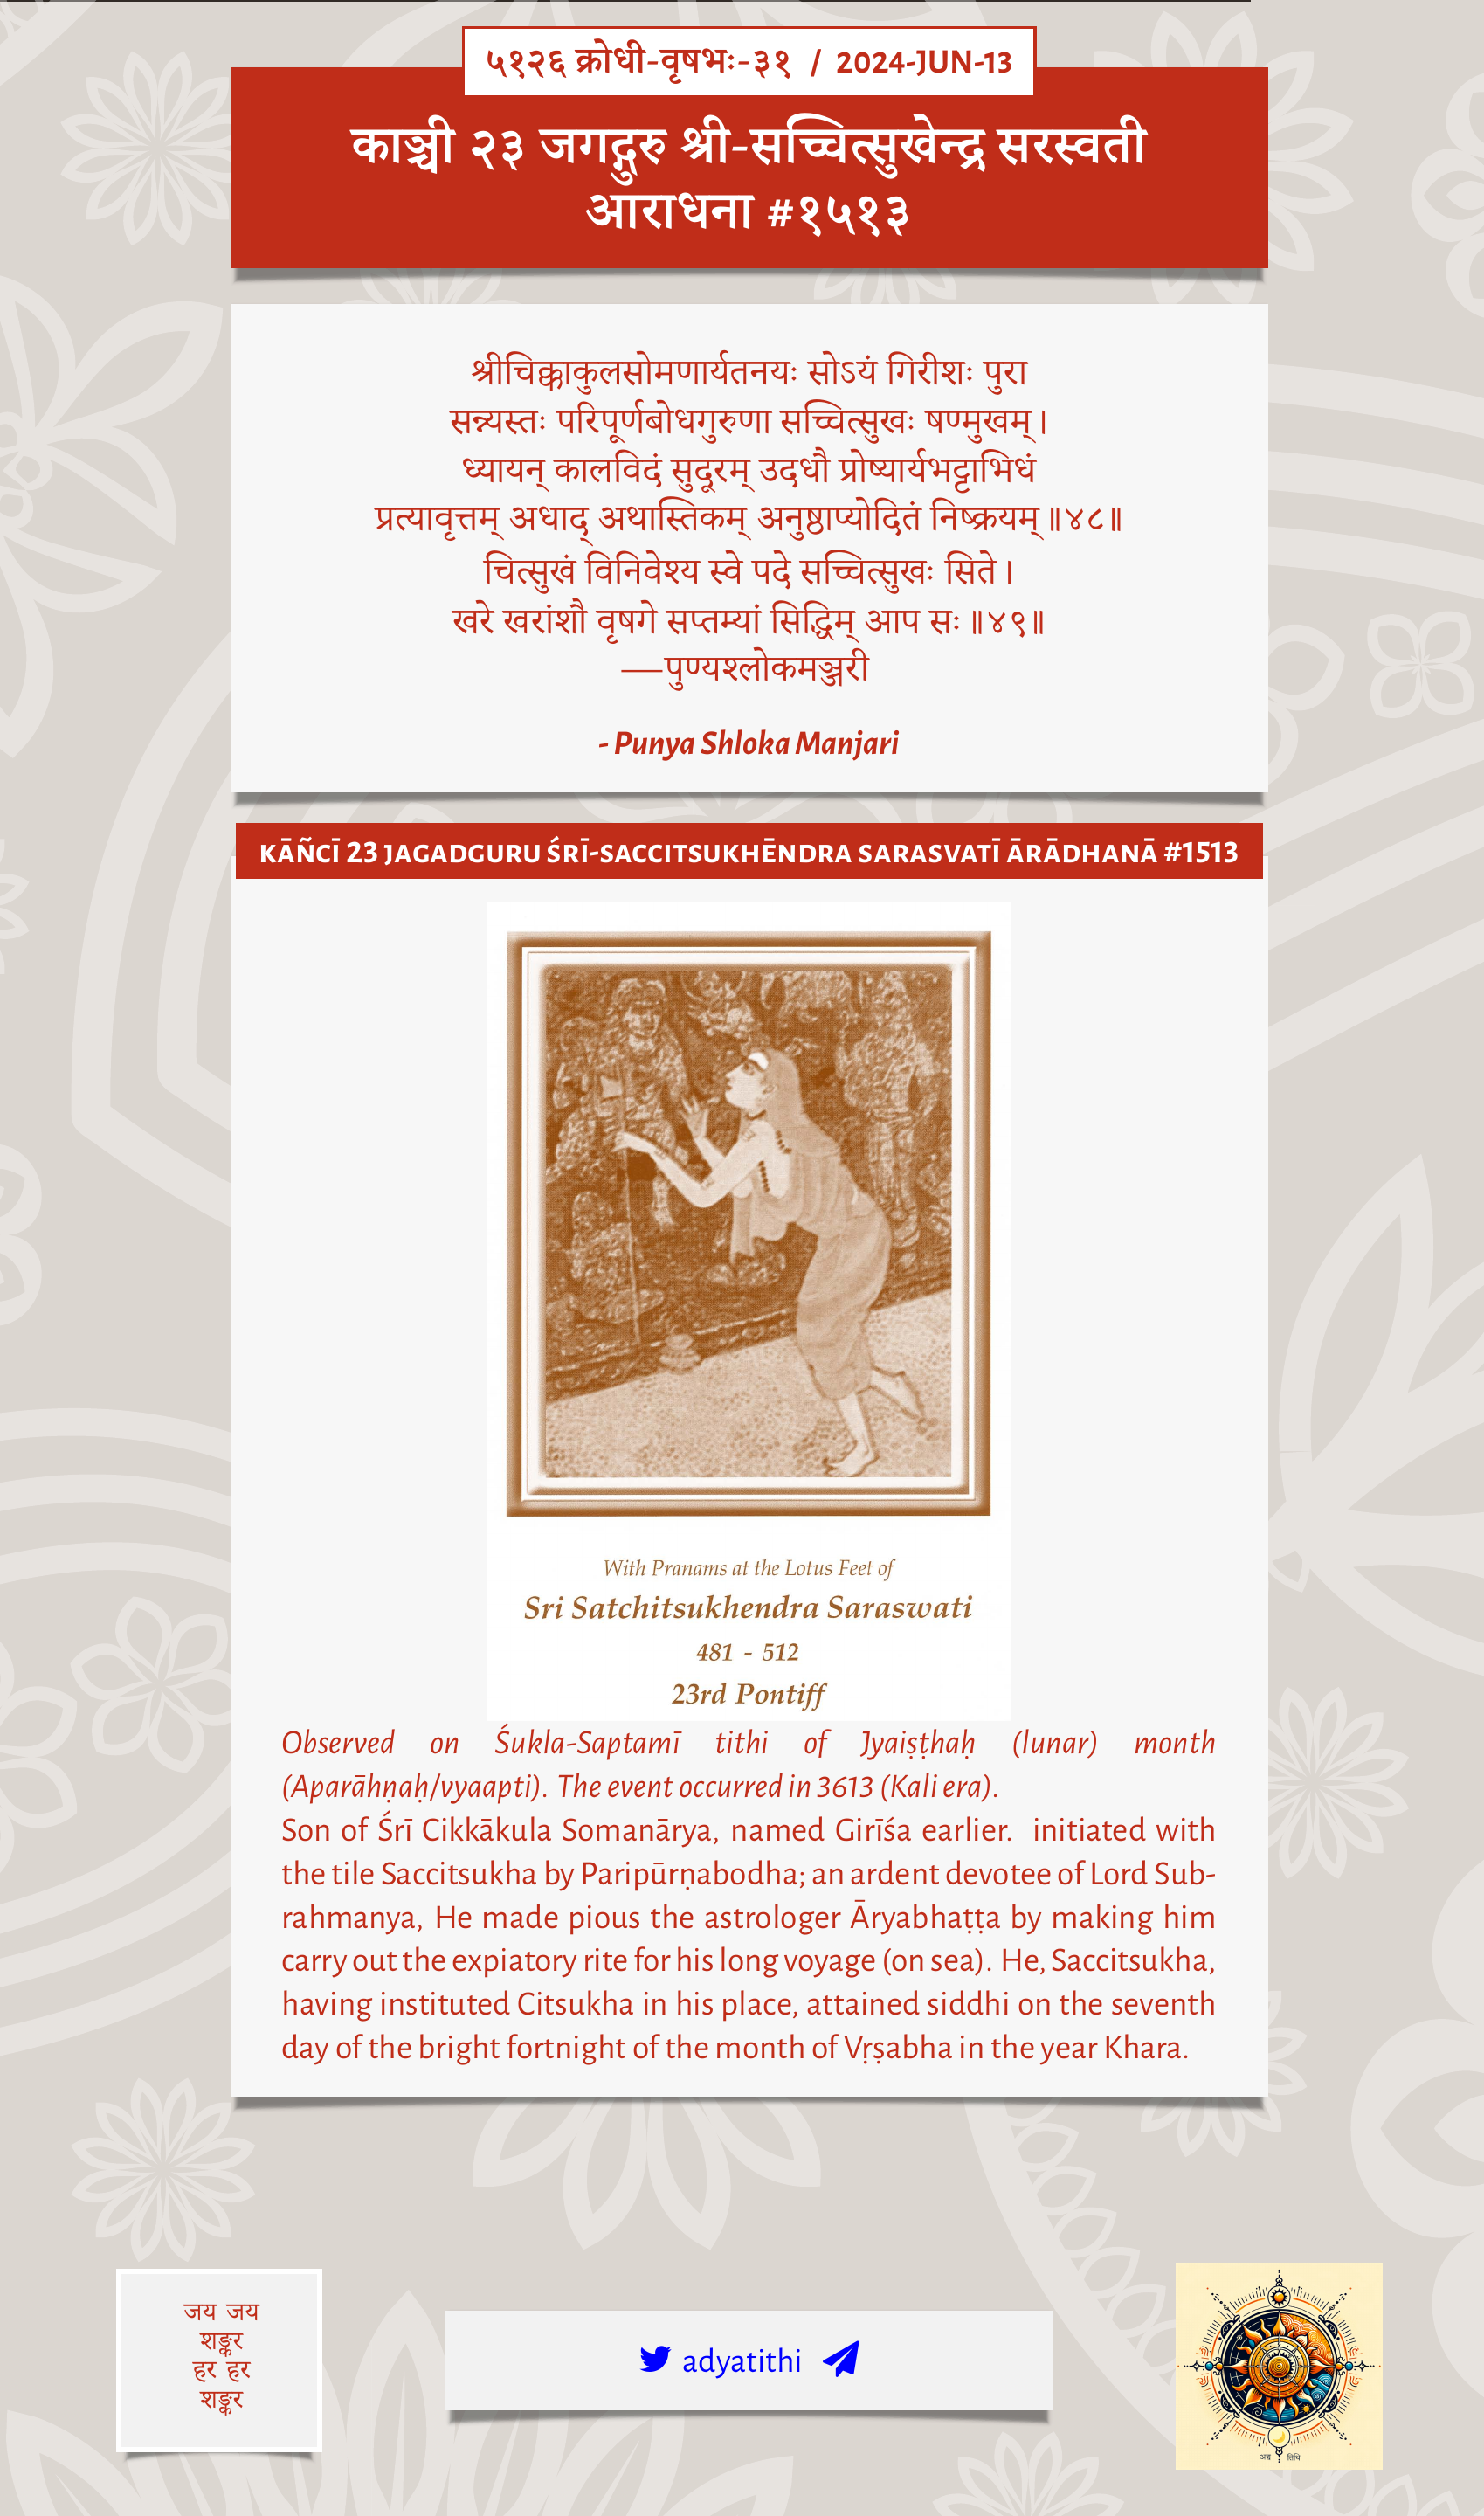 ५१२६ क्रोधी-वृषभः-३१ / 2024-JUN-13
काञ्ची २३ जगद्गुरु श्री-सच्चित्सुखेन्द्र सरस्वती
आराधना #१५१३
श्रीचिक्काकुलसोमणार्यतनयः सोऽयं गिरीशः पुरा
सन्न्यस्तः परिपूर्णबोधगुरुणा सच्चित्सुखः षण्मुखम्।
ध्यायन् कालविदं सुदूरम् उदधौ प्रोष्यार्यभट्टाभिधं
प्रत्यावृत्तम् अधाद् अथास्तिकम् अनुष्ठाप्योदितं निष्क्रयम्॥४८॥
चित्सुखं विनिवेश्य स्वे पदे सच्चित्सुखः सिते।
खरे खरांशौ वृषगे सप्तम्यां सिद्धिम् आप सः॥४९॥
—पुण्यश्लोकमञ्जरी
- Punya Shloka Manjari
KĀÑCĪ 23 JAGADGURU ŚRĪ-SACCITSUKHĒNDRA SARASVATĪ ĀRĀDHANĀ #1513
With Pranams at the Lotus Feet of
Sri Satchitsukhendra Saraswati
481 - 512
23rd Pontiff
Observed on Śukla-Saptamī tithi of Jyaiṣṭhaḥ (lunar) month
(Aparāhṇaḥ/vyaapti). The event occurred in 3613 (Kali era).
Son of Śrī Cikkākula Somanārya, named Girīśa earlier. initiated with
the tile Saccitsukha by Paripūrṇabodha; an ardent devotee of Lord Sub-
rahmanya, He made pious the astrologer Āryabhaṭṭa by making him
carry out the expiatory rite for his long voyage (on sea). He, Saccitsukha,
having instituted Citsukha in his place, attained siddhi on the seventh
day of the bright fortnight of the month of Vṛṣabha in the year Khara.
जय जय
शङ्कर
हर हर
शङ्कर
adyatithi
अद्य तिथिः